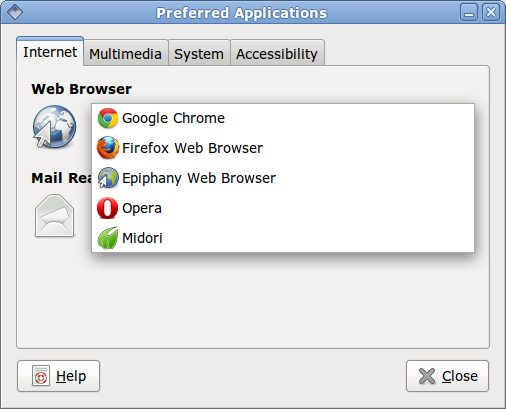 Preferred Applications
Internet Multimedia System Accessibility
Web Browser
Google Chrome
Firefox Web Browser
Epiphany Web Browser
Mail Rea
Opera
Midori
Help Close